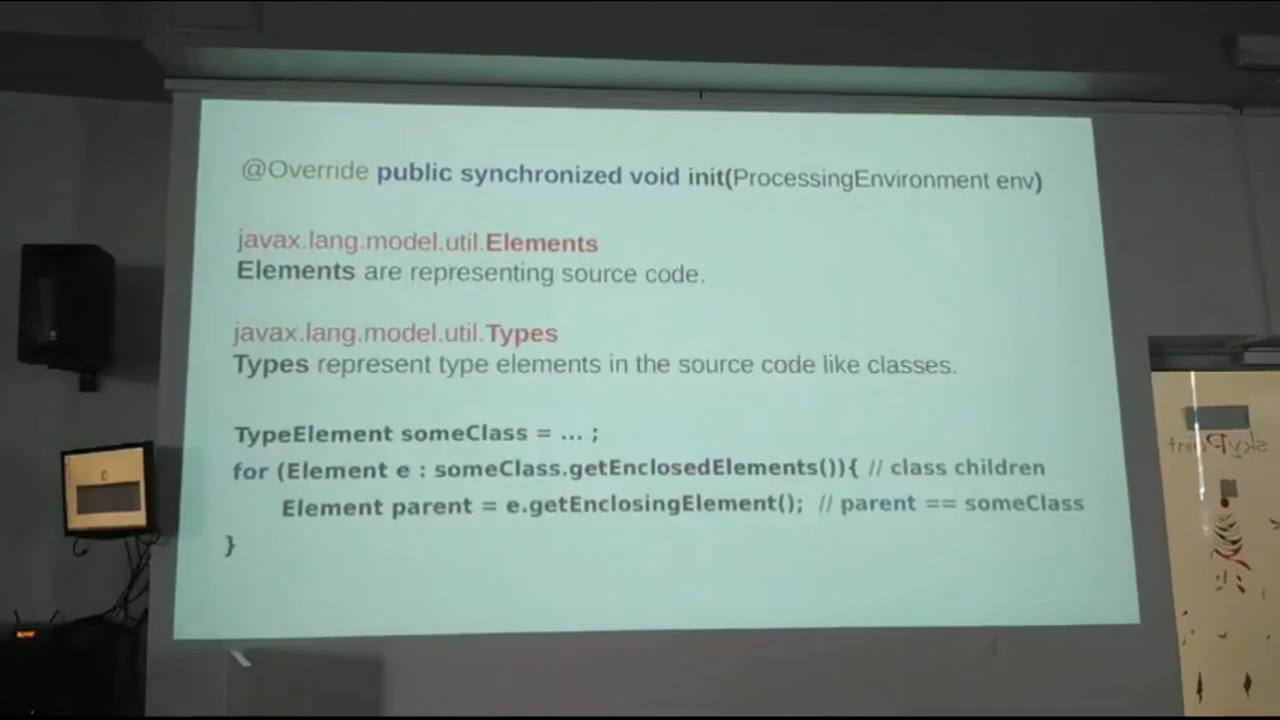 @Override public synchronized void init(ProcessingEnvironment env)
javax.lang.model.util.Elements
Elements are representing source code.
javax.lang.model.util.Types
Types represent type elements in the source code like classes.
TypeElement someClass = ... ;
for (Element e : someClass.getEnclosedElements()){ // class children
Element parent = e.getEnclosingElement(); // parent == someClass
}